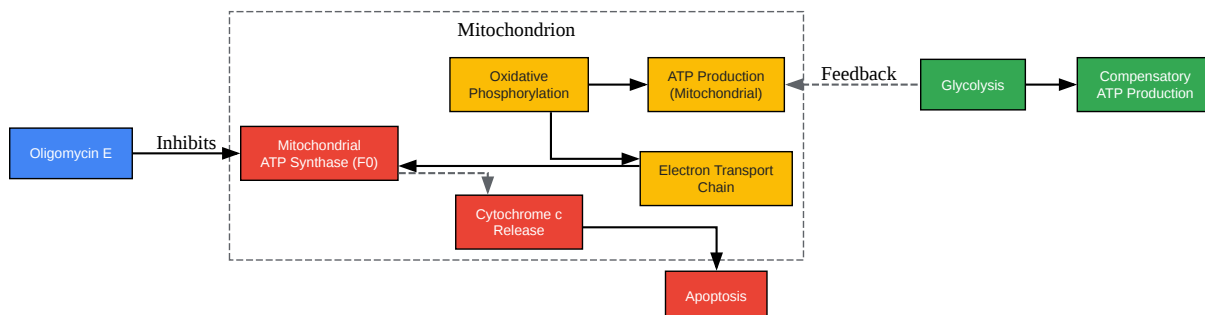 Mitochondrion
Oxidative
Phosphorylation
ATP Production
(Mitochondrial)
Feedback
Glycolysis
Compensatory
ATP Production
Oligomycin E
Inhibits
Mitochondrial
ATP Synthase (F0)
Electron Transport
Chain
Cytochrome c
Release
Apoptosis